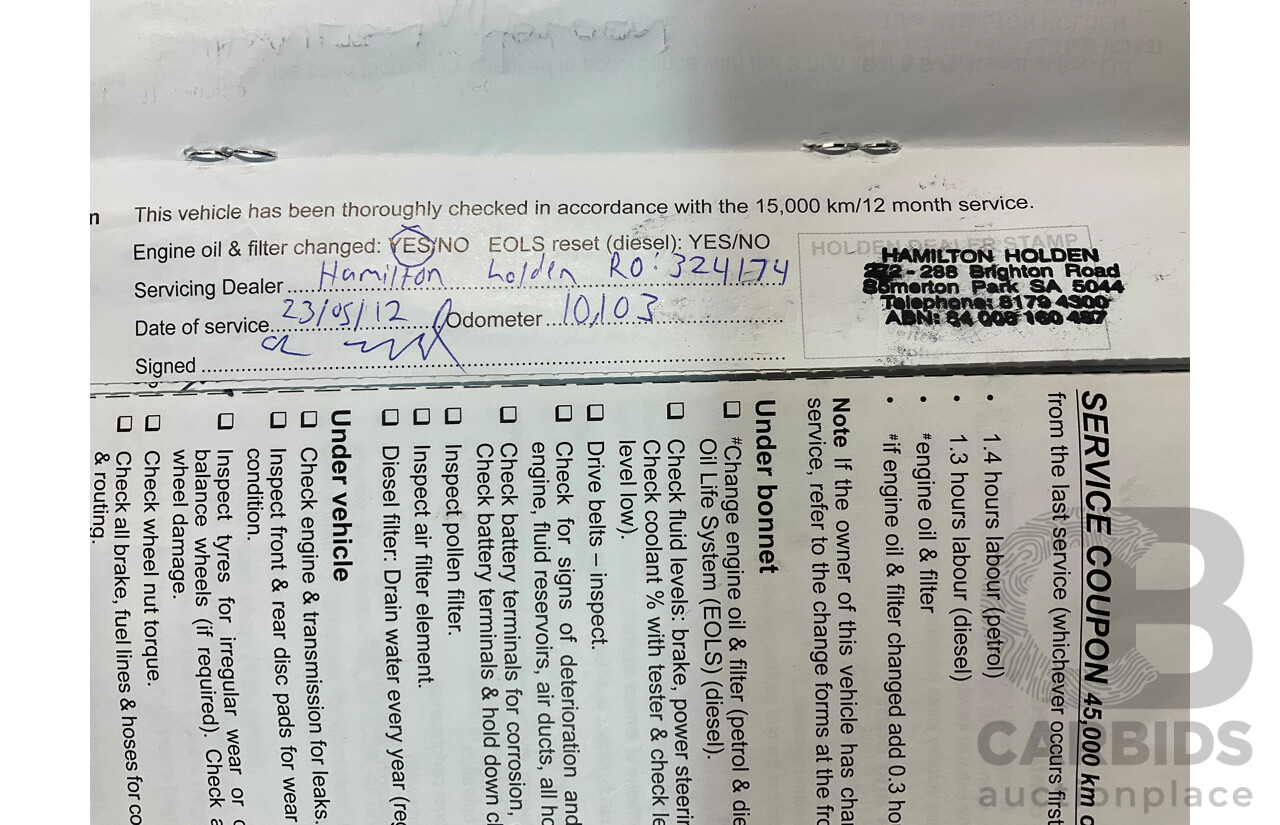 n
This vehicle has been thoroughly checked in accordance with the 15,000 km/12 month service.
Engine oil & filter changed: YES/NO EOLS reset (diesel): YES/NO
Servicing Dealer Hamilton holden RO: 324174
Date of service 23/05/12 Odometer 10,103
Signed
HOLDEN DEALER STAMP
HAMILTON HOLDEN
272 - 288 Brighton Road
Somerton Park SA 5044
Telephone: 8179 4300
ABN: 64 008 160 487
SERVICE COUPON 45,000 km
from the last service (whichever occurs first
• 1.4 hours labour (petrol)
• 1.3 hours labour (diesel)
• #engine oil & filter
• #if engine oil & filter changed add 0.3 ho
Note If the owner of this vehicle has chan
service, refer to the change forms at the fro
Under bonnet
❑ #Change engine oil & filter (petrol & die
Oil Life System (EOLS) (diesel).
❑ Check fluid levels: brake, power steerin
Check coolant % with tester & check le
level low).
❑ Drive belts – inspect.
❑ Check for signs of deterioration and
engine, fluid reservoirs, air ducts, all ho
❑ Check battery terminals for corrosion,
Check battery terminals & hold down cl
❑ Inspect pollen filter.
❑ Inspect air filter element.
❑ Diesel filter: Drain water every year (reg
Under vehicle
❑ Check engine & transmission for leaks.
❑ Inspect front & rear disc pads for wear
condition.
❑ Inspect tyres for irregular wear or
balance wheels (if required). Check a
wheel damage.
❑ Check wheel nut torque.
❑ Check all brake, fuel lines & hoses for co
& routing.
CARBIDS
auctionplace